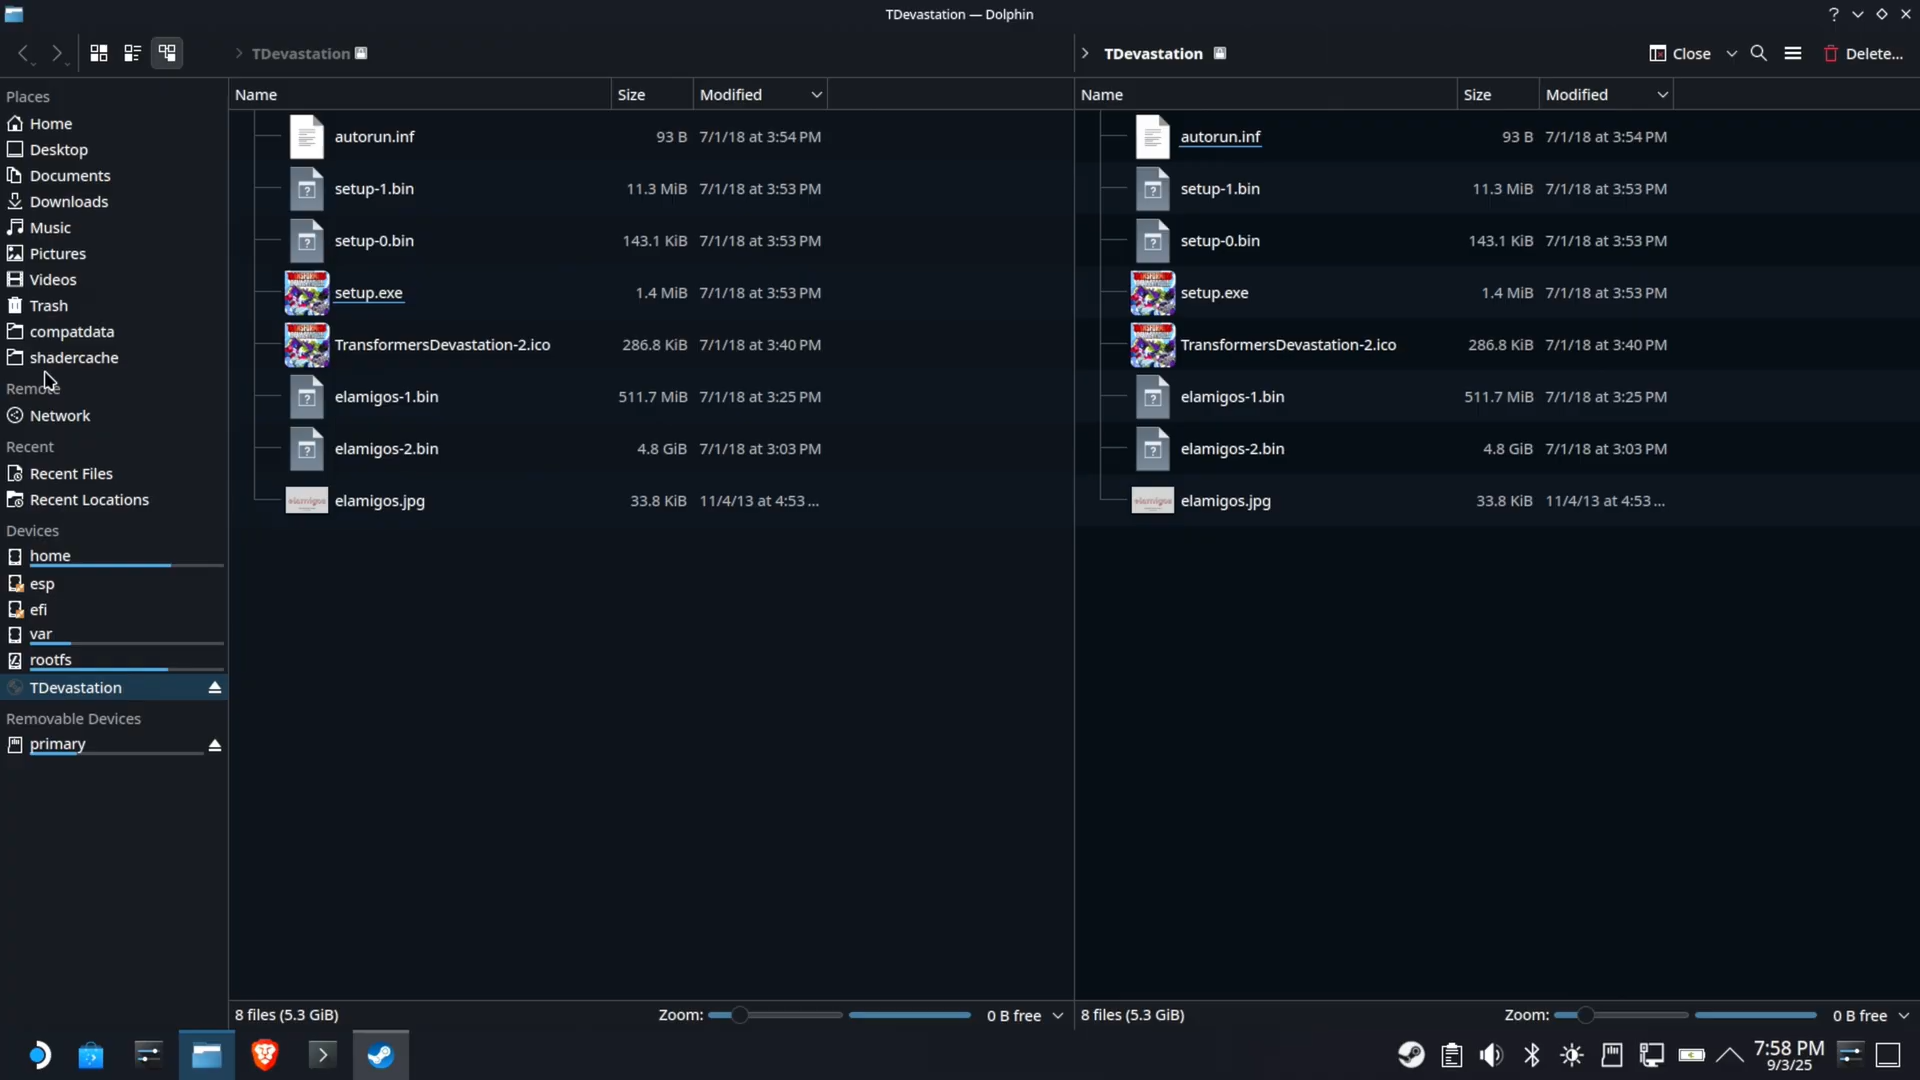 TDevastation — Dolphin
TDevastation
TDevastation
Close
Delete...
Places
Home
Desktop
Documents
Downloads
Music
Pictures
Videos
Trash
compatdata
shadercache
Remote
Network
Recent
Recent Files
Recent Locations
Devices
home
esp
efi
var
rootfs
TDevastation
Removable Devices
primary
Name Size Modified
autorun.inf 93 B 7/1/18 at 3:54 PM
setup-1.bin 11.3 MiB 7/1/18 at 3:53 PM
setup-0.bin 143.1 KiB 7/1/18 at 3:53 PM
setup.exe 1.4 MiB 7/1/18 at 3:53 PM
TransformersDevastation-2.ico 286.8 KiB 7/1/18 at 3:40 PM
elamigos-1.bin 511.7 MiB 7/1/18 at 3:25 PM
elamigos-2.bin 4.8 GiB 7/1/18 at 3:03 PM
elamigos.jpg 33.8 KiB 11/4/13 at 4:53 ...
8 files (5.3 GiB) Zoom: 0 B free
Name Size Modified
autorun.inf 93 B 7/1/18 at 3:54 PM
setup-1.bin 11.3 MiB 7/1/18 at 3:53 PM
setup-0.bin 143.1 KiB 7/1/18 at 3:53 PM
setup.exe 1.4 MiB 7/1/18 at 3:53 PM
TransformersDevastation-2.ico 286.8 KiB 7/1/18 at 3:40 PM
elamigos-1.bin 511.7 MiB 7/1/18 at 3:25 PM
elamigos-2.bin 4.8 GiB 7/1/18 at 3:03 PM
elamigos.jpg 33.8 KiB 11/4/13 at 4:53 ...
8 files (5.3 GiB) Zoom: 0 B free
7:58 PM
9/3/25